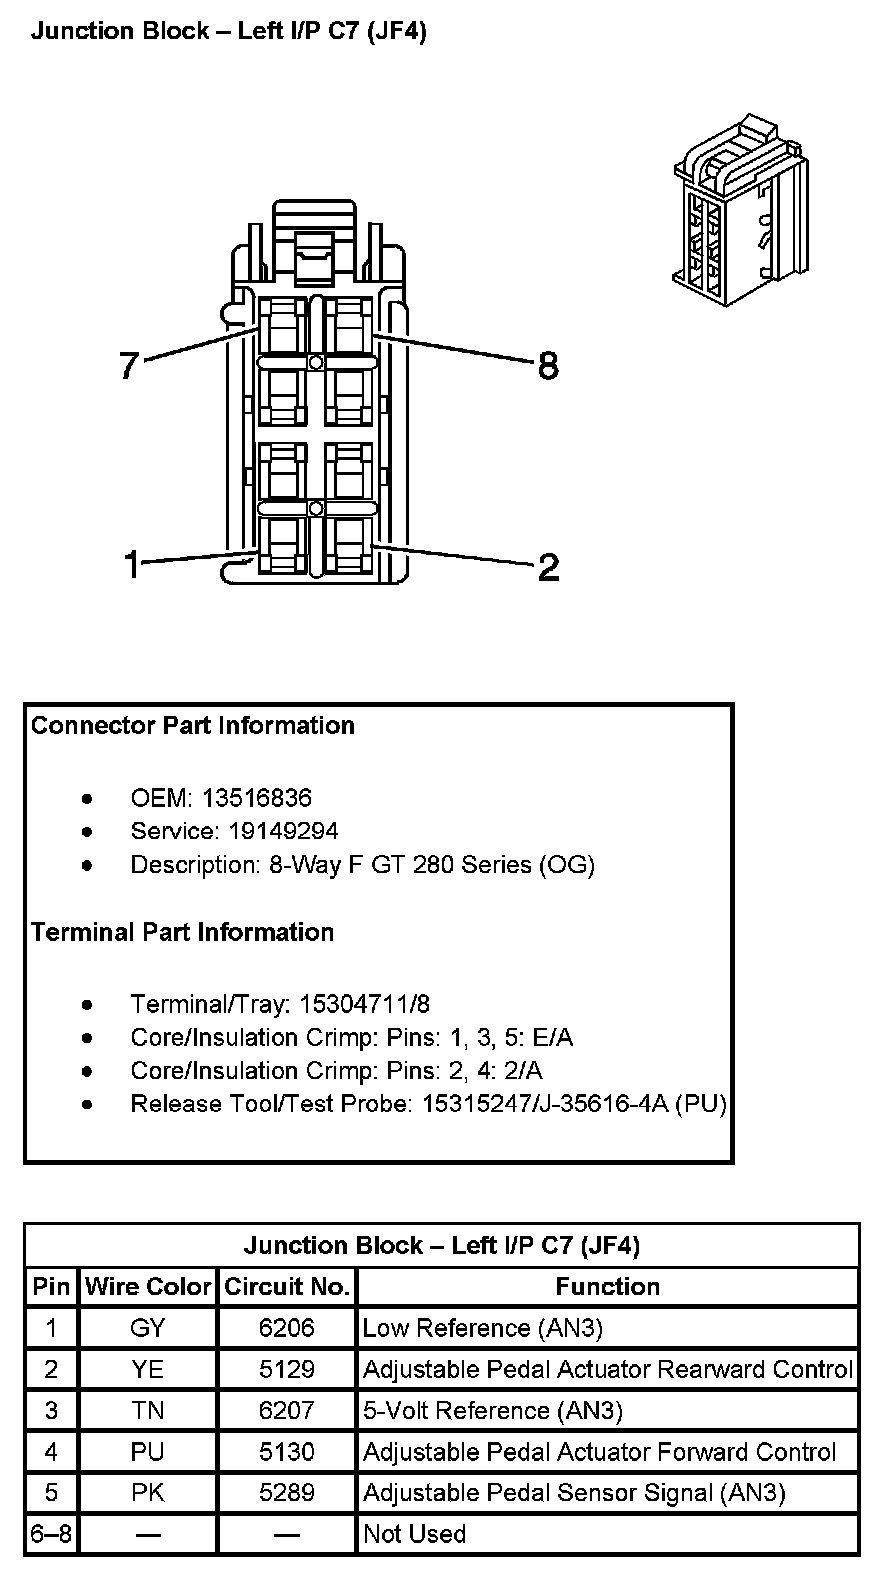 Junction Block – Left I/P C7 (JF4)
7
8
1
2
Connector Part Information
• OEM: 13516836
• Service: 19149294
• Description: 8-Way F GT 280 Series (OG)
Terminal Part Information
• Terminal/Tray: 15304711/8
• Core/Insulation Crimp: Pins: 1, 3, 5: E/A
• Core/Insulation Crimp: Pins: 2, 4: 2/A
• Release Tool/Test Probe: 15315247/J-35616-4A (PU)
Junction Block – Left I/P C7 (JF4)
Pin Wire Color Circuit No. Function
1 GY 6206 Low Reference (AN3)
2 YE 5129 Adjustable Pedal Actuator Rearward Control
3 TN 6207 5-Volt Reference (AN3)
4 PU 5130 Adjustable Pedal Actuator Forward Control
5 PK 5289 Adjustable Pedal Sensor Signal (AN3)
6–8 — — Not Used